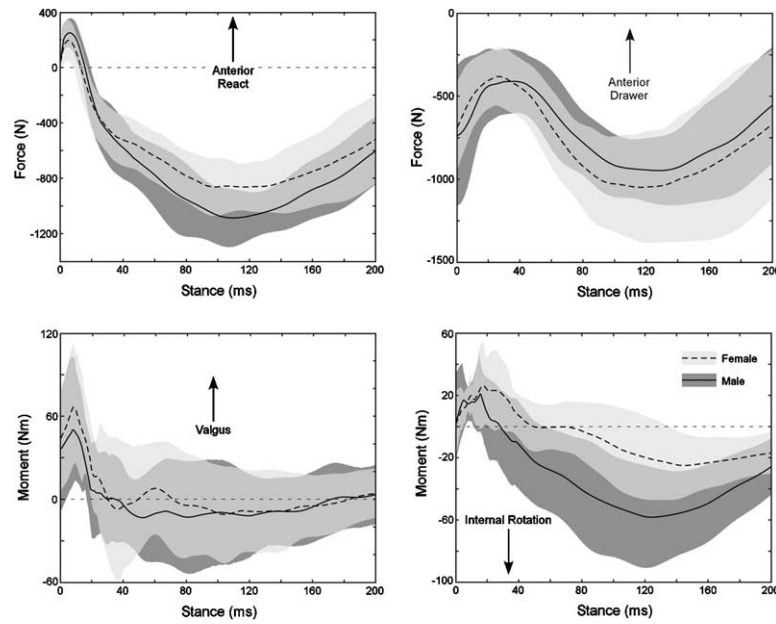 400
0
-400
-800
-1200
Force (N)
Anterior
React
0
40
80
120
160
200
Stance (ms)
0
-500
-1000
-1500
Force (N)
Anterior
Drawer
0
40
80
120
160
200
Stance (ms)
120
60
0
-60
Moment (Nm)
Valgus
0
40
80
120
160
200
Stance (ms)
60
20
-20
-60
-100
Moment (Nm)
Female
Male
Internal Rotation
0
40
80
120
160
200
Stance (ms)